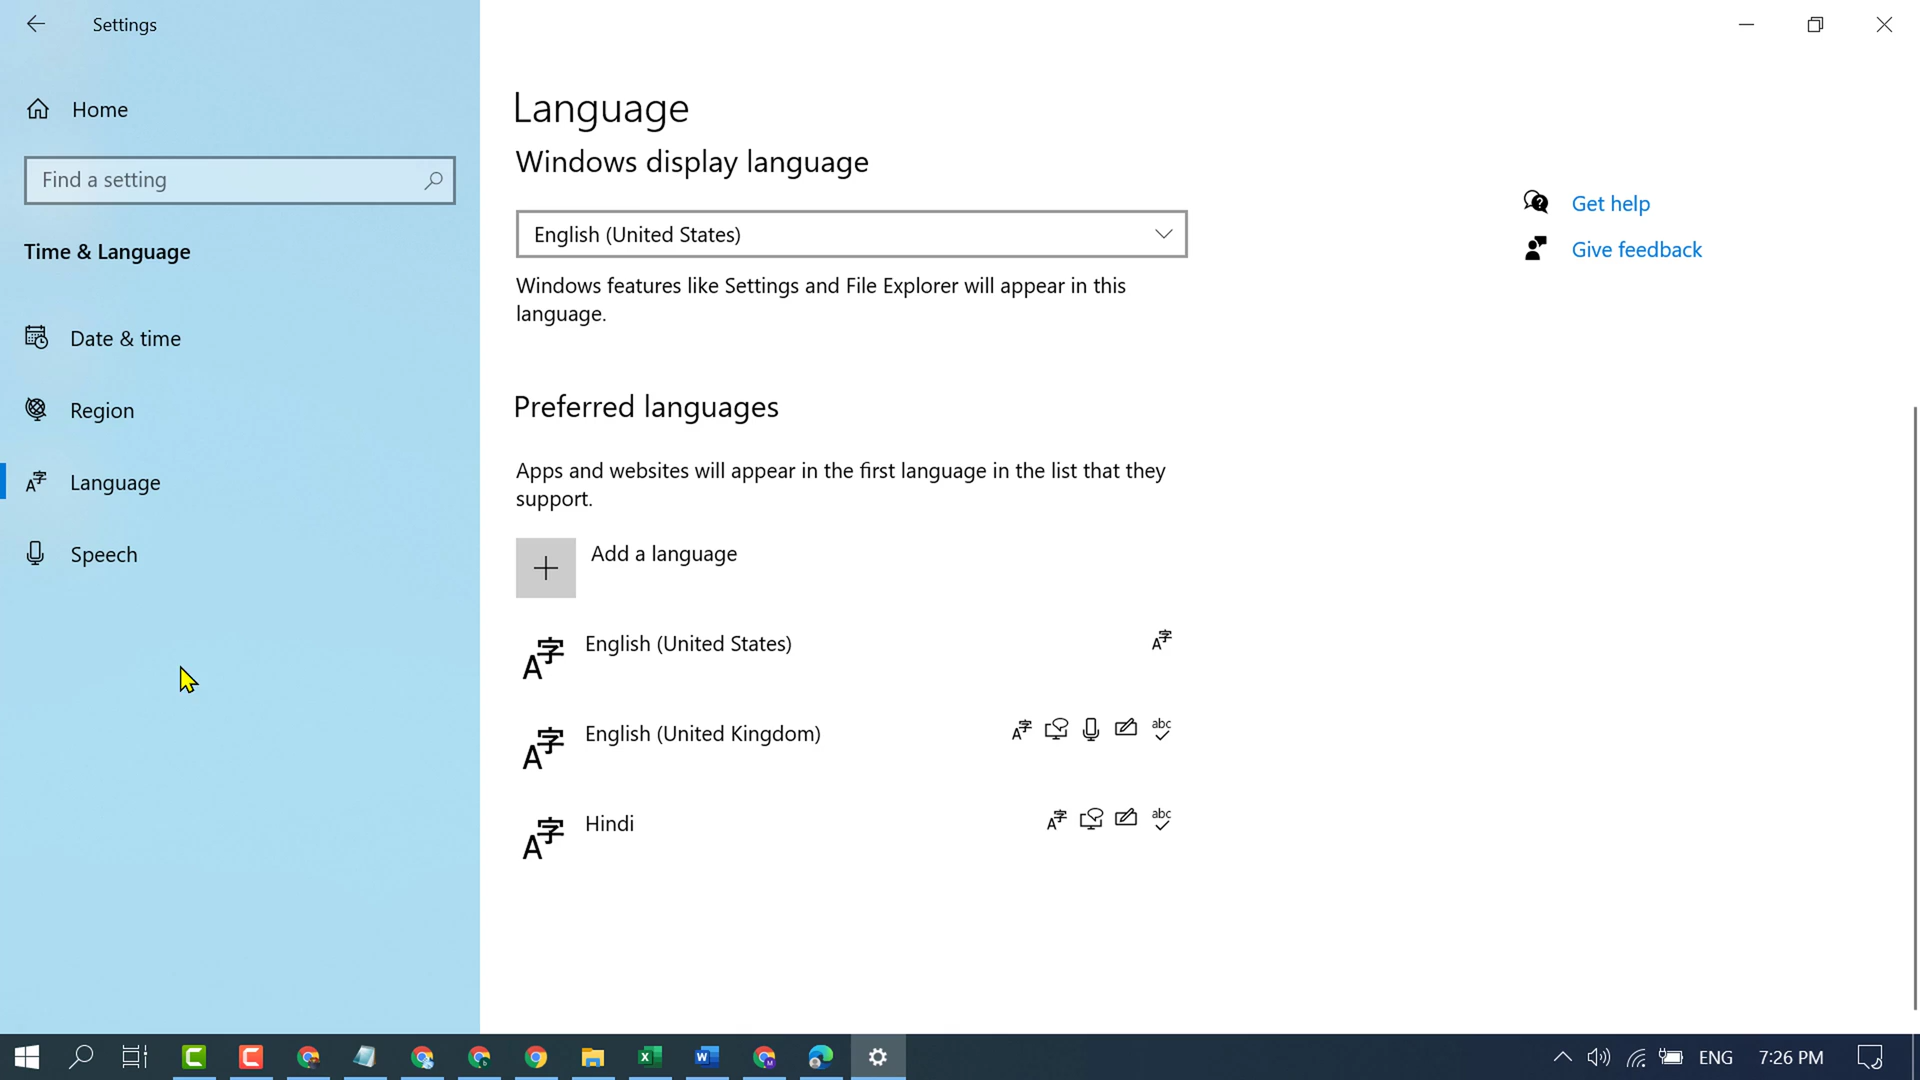 Settings
Home
Find a setting
Time & Language
Date & time
Region
Language
Speech
Language
Windows display language
English (United States)
Windows features like Settings and File Explorer will appear in this
language.
Preferred languages
Apps and websites will appear in the first language in the list that they
support.
Add a language
English (United States)
English (United Kingdom)
Hindi
Get help
Give feedback
ENG
7:26 PM